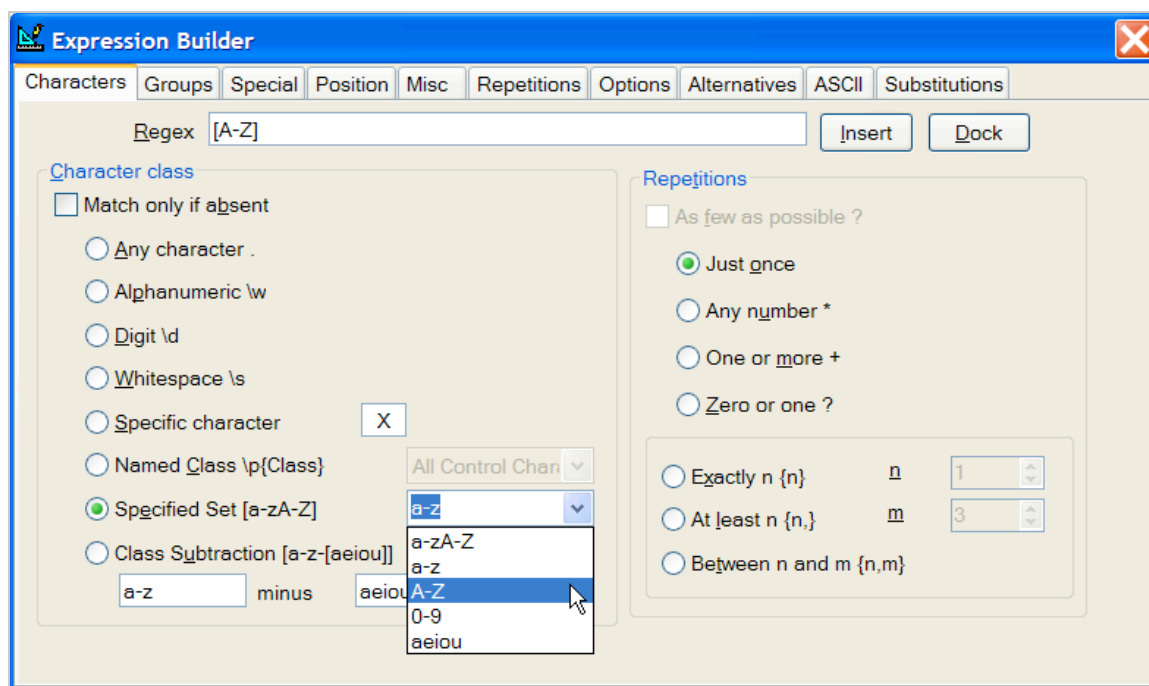 Expression Builder
Characters Groups Special Position Misc Repetitions Options Alternatives ASCII Substitutions
Regex [A-Z] Insert Dock
Character class
Match only if absent
Any character .
Alphanumeric \w
Digit \d
Whitespace \s
Specific character X
Named Class \p{Class} All Control Char
Specified Set [a-zA-Z] a-z
Class Subtraction [a-z-[aeiou]]
a-z minus aeiou
a-zA-Z
a-z
A-Z
0-9
aeiou
Repetitions
As few as possible ?
Just once
Any number *
One or more +
Zero or one ?
Exactly n {n} n 1
At least n {n,} m 3
Between n and m {n,m}